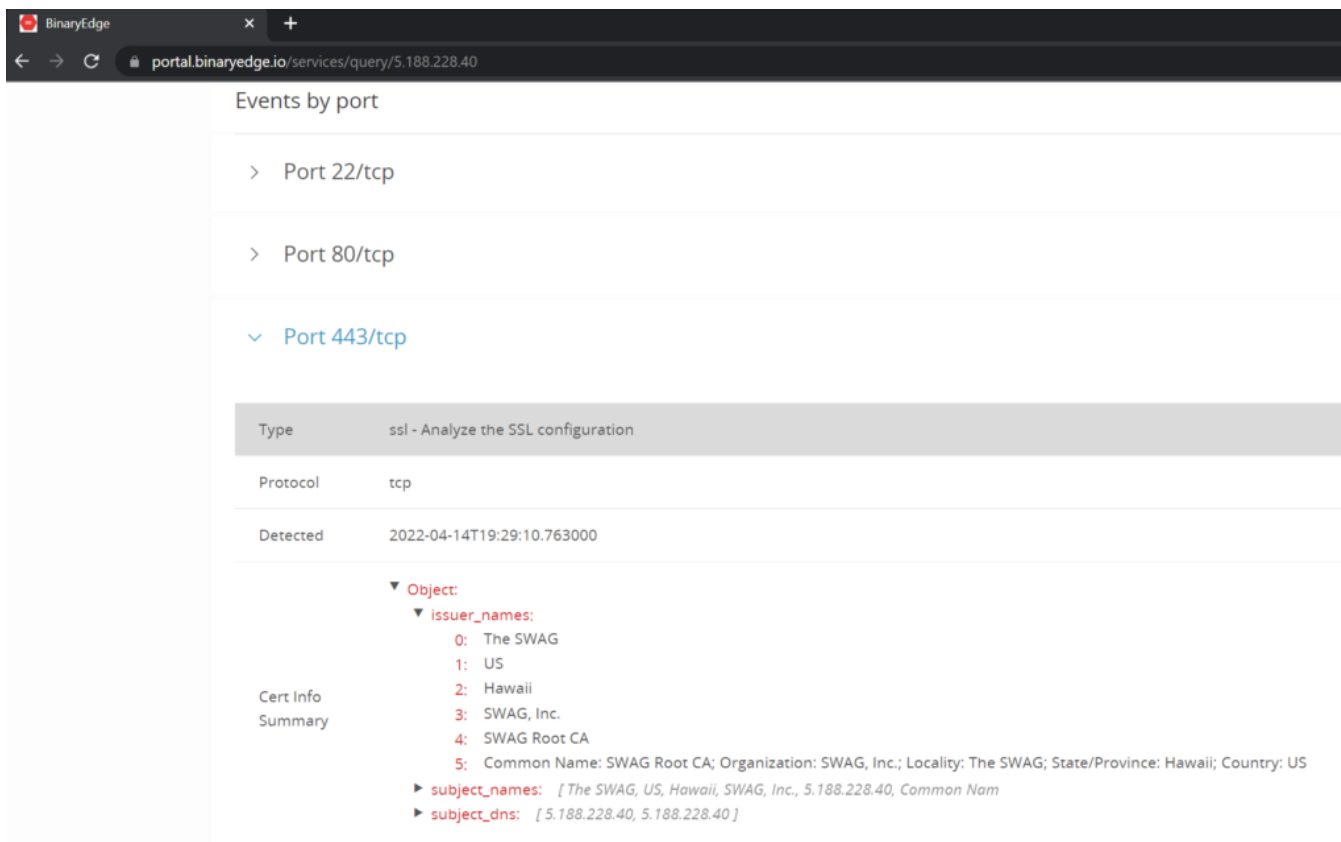 BinaryEdge
portal.binaryedge.io/services/query/5.188.228.40
Events by port
Port 22/tcp
Port 80/tcp
Port 443/tcp
Type ssl - Analyze the SSL configuration
Protocol tcp
Detected 2022-04-14T19:29:10.763000
Cert Info Summary
Object:
issuer_names:
0: The SWAG
1: US
2: Hawaii
3: SWAG, Inc.
4: SWAG Root CA
5: Common Name: SWAG Root CA; Organization: SWAG, Inc.; Locality: The SWAG; State/Province: Hawaii; Country: US
subject_names: [ The SWAG, US, Hawaii, SWAG, Inc., 5.188.228.40, Common Nam
subject_dns: [ 5.188.228.40, 5.188.228.40 ]